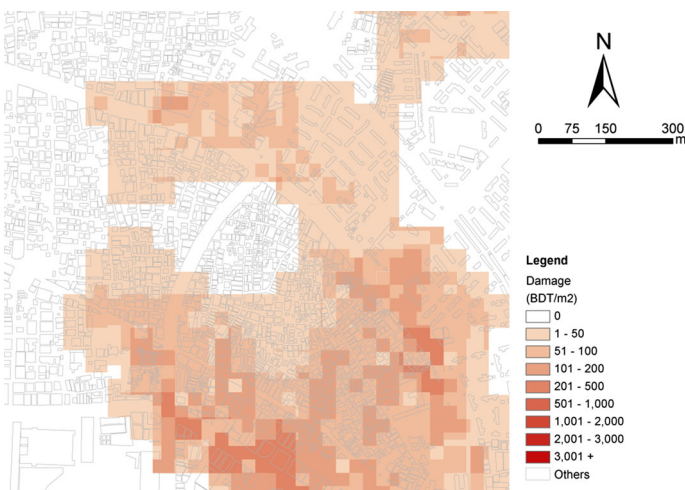 N
0 75 150 300
m
Legend
Damage
(BDT/m2)
0
1 - 50
51 - 100
101 - 200
201 - 500
501 - 1,000
1,001 - 2,000
2,001 - 3,000
3,001 +
Others